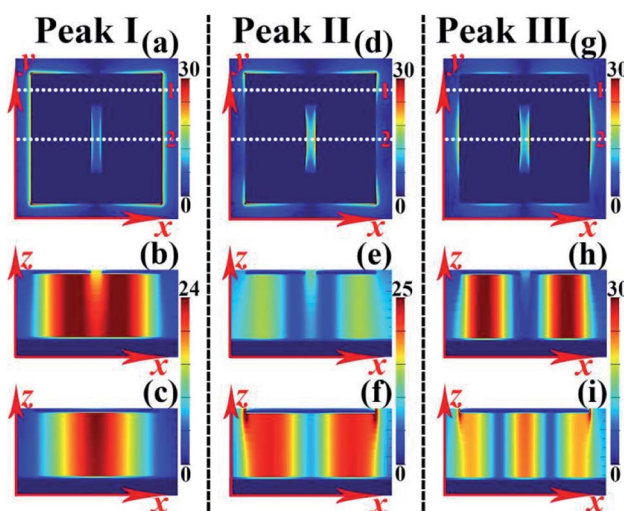 Peak I Peak II Peak III
(a) (d) (g)
y 30 y 30 y 30
1 1 1
2 2 2
0 0 0
x x x
z (b) z (e) z (h)
24 25 30
x x x
z (c) z (f) z (i)
0 0 0
x x x